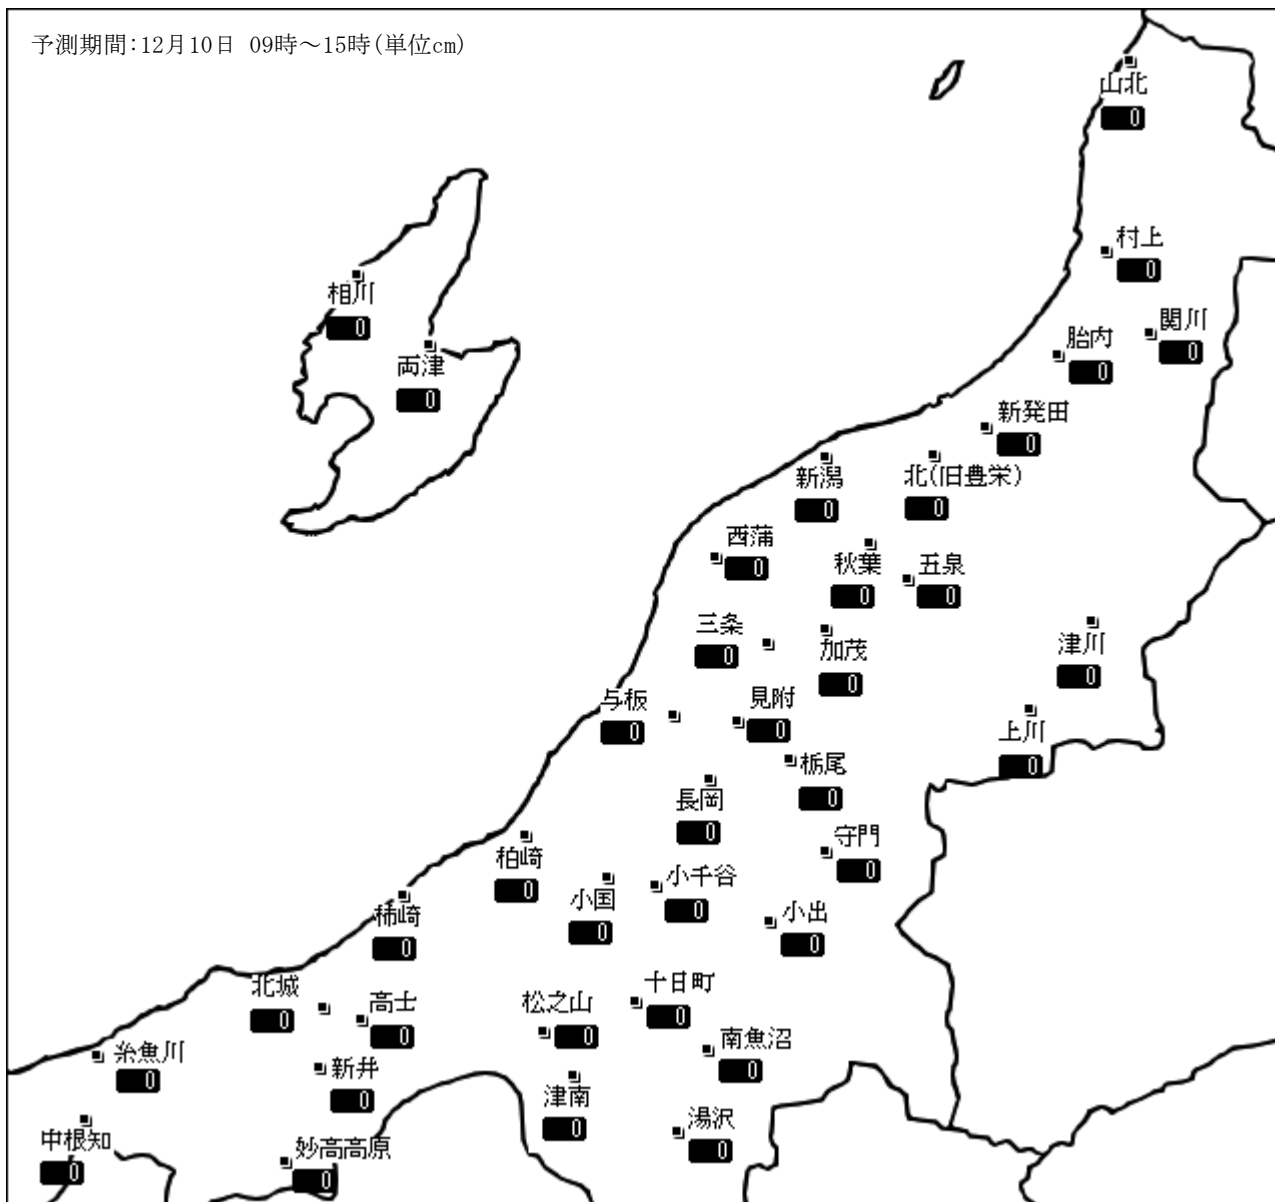 予測期間:12月10日 09時～15時(単位cm)
山北
0
村上
0
相川
0
関川
0
胎内
0
両津
0
新発田
0
新潟
0
北(旧豊栄)
0
西蒲
0
秋葉
0
五泉
0
三条
0
加茂
0
津川
0
与板
0
見附
0
上川
0
栃尾
0
長岡
0
守門
0
柏崎
0
小国
0
小千谷
0
小出
0
柿崎
0
北城
0
高士
0
松之山
0
十日町
0
南魚沼
0
糸魚川
0
新井
0
津南
0
湯沢
0
中根知
0
妙高高原
0